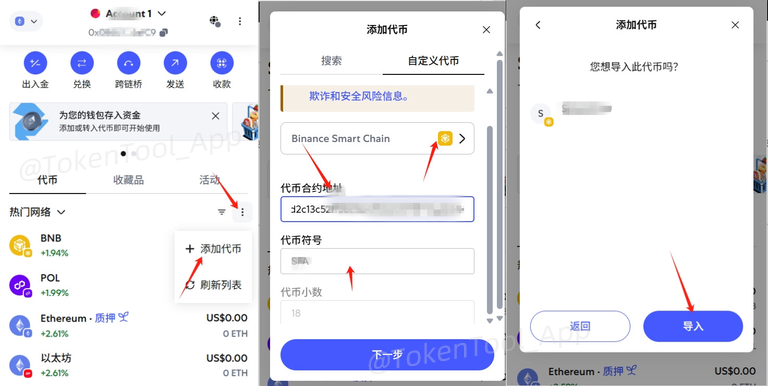 Account 1
出入金
兑换
跨链桥
发送
收款
为您的钱包存入资金
添加或转入代币即可开始使用
@TokenTool_App
代币
收藏品
活动
热门网络
BNB
+1.94%
添加代币
POL
+1.99%
刷新列表
Ethereum · 质押
US$0.00
+2.61%
0 ETH
以太坊
US$0.00
+2.61%
0 ETH
添加代币
搜索
自定义代币
欺诈和安全风险信息。
Binance Smart Chain
代币合约地址
代币符号
代币小数
18
下一步
@TokenTool_App
添加代币
您想导入此代币吗？
S
返回
导入
Ethereum · 质押
US$0.00
0 ETH